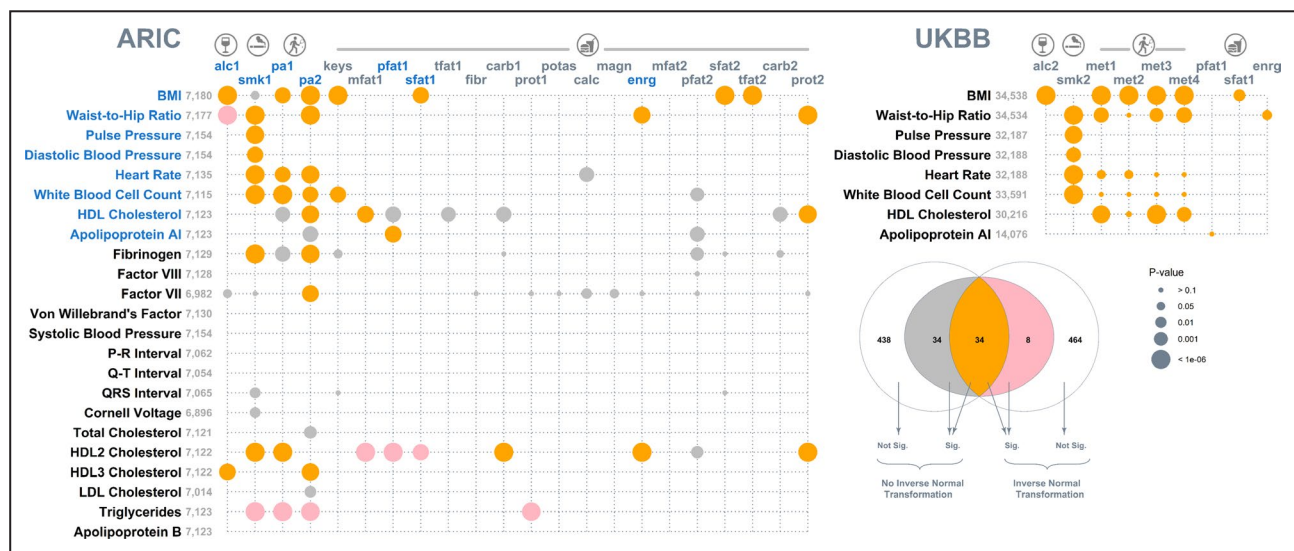 ARIC
UKBB
alc1 pa1 keys pfat1 tfat1 carb1 potas magn mfat2 sfat2 carb2
smk1 pa2 mfat1 sfat1 fibr prot1 calc enrg pfat2 tfat2 prot2
alc2 met1 met3 pfat1 enrg
smk2 met2 met4 sfat1
BMI 7,180
Waist-to-Hip Ratio 7,177
Pulse Pressure 7,154
Diastolic Blood Pressure 7,154
Heart Rate 7,135
White Blood Cell Count 7,115
HDL Cholesterol 7,123
Apolipoprotein AI 7,123
Fibrinogen 7,129
Factor VIII 7,128
Factor VII 6,982
Von Willebrand's Factor 7,130
Systolic Blood Pressure 7,154
P-R Interval 7,062
Q-T Interval 7,054
QRS Interval 7,065
Cornell Voltage 6,896
Total Cholesterol 7,121
HDL2 Cholesterol 7,122
HDL3 Cholesterol 7,122
LDL Cholesterol 7,014
Triglycerides 7,123
Apolipoprotein B 7,123
BMI 34,538
Waist-to-Hip Ratio 34,534
Pulse Pressure 32,187
Diastolic Blood Pressure 32,188
Heart Rate 32,188
White Blood Cell Count 33,591
HDL Cholesterol 30,216
Apolipoprotein AI 14,076
438 34 34 8 464
Not Sig. Sig. Sig. Not Sig.
No Inverse Normal
Transformation
Inverse Normal
Transformation
P-value
> 0.1
0.05
0.01
0.001
< 1e-06